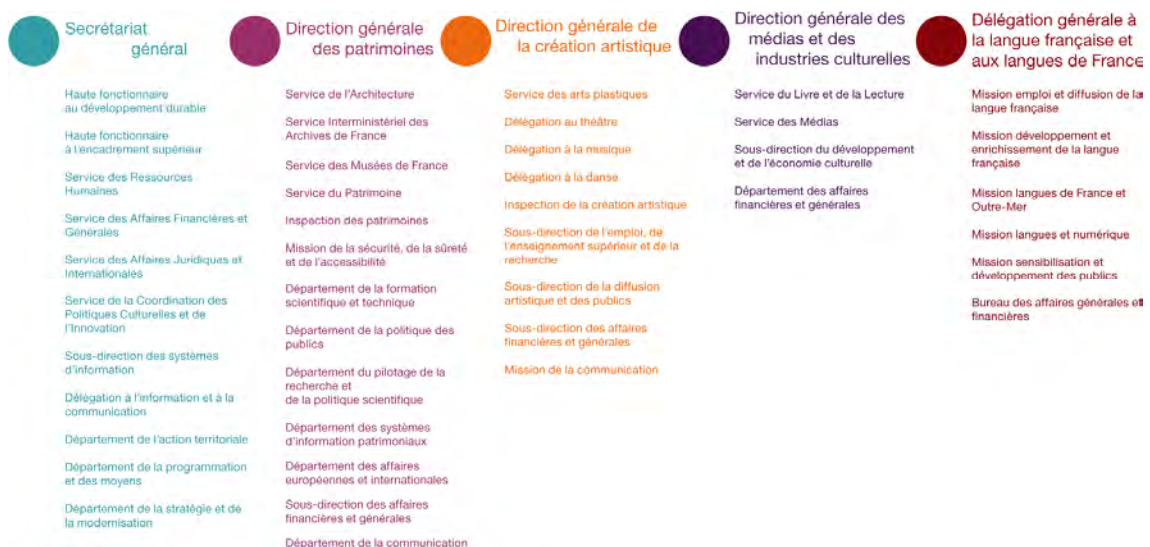 Secrétariat
général
Haute fonctionnaire
au développement durable
Haute fonctionnaire
à l'encadrement supérieur
Service des Ressources
Humaines
Service des Affaires Financières et
Générales
Service des Affaires Juridiques et
Internationales
Service de la Coordination des
Politiques Culturelles et de
l'Innovation
Sous-direction des systèmes
d'information
Délégation à l'information et à la
communication
Département de l'action territoriale
Département de la programmation
et des moyens
Département de la stratégie et de
la modernisation
Direction générale
des patrimoines
Service de l'Architecture
Service Interministériel des
Archives de France
Service des Musées de France
Service du Patrimoine
Inspection des patrimoines
Mission de la sécurité, de la sûreté
et de l'accessibilité
Département de la formation
scientifique et technique
Département de la politique des
publics
Département du pilotage de la
recherche et
de la politique scientifique
Département des systèmes
d'information patrimoniaux
Département des affaires
européennes et internationales
Sous-direction des affaires
financières et générales
Département de la communication
Direction générale de
la création artistique
Service des arts plastiques
Délégation au théâtre
Délégation à la musique
Délégation à la danse
Inspection de la création artistique
Sous-direction de l'emploi, de
l'enseignement supérieur et de la
recherche
Sous-direction de la diffusion
artistique et des publics
Sous-direction des affaires
financières et générales
Mission de la communication
Direction générale des
médias et des
industries culturelles
Service du Livre et de la Lecture
Service des Médias
Sous-direction du développement
et de l'économie culturelle
Département des affaires
financières et générales
Délégation générale à
la langue française et
aux langues de France
Mission emploi et diffusion de la
langue française
Mission développement et
enrichissement de la langue
française
Mission langues de France et
Outre-Mer
Mission langues et numérique
Mission sensibilisation et
développement des publics
Bureau des affaires générales et
financières